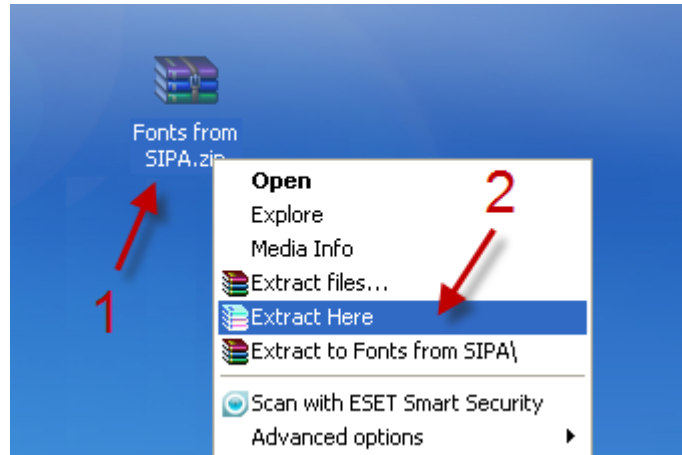 Fonts from
SIPA.zip
1
2
Open
Explore
Media Info
Extract files...
Extract Here
Extract to Fonts from SIPA\
Scan with ESET Smart Security
Advanced options